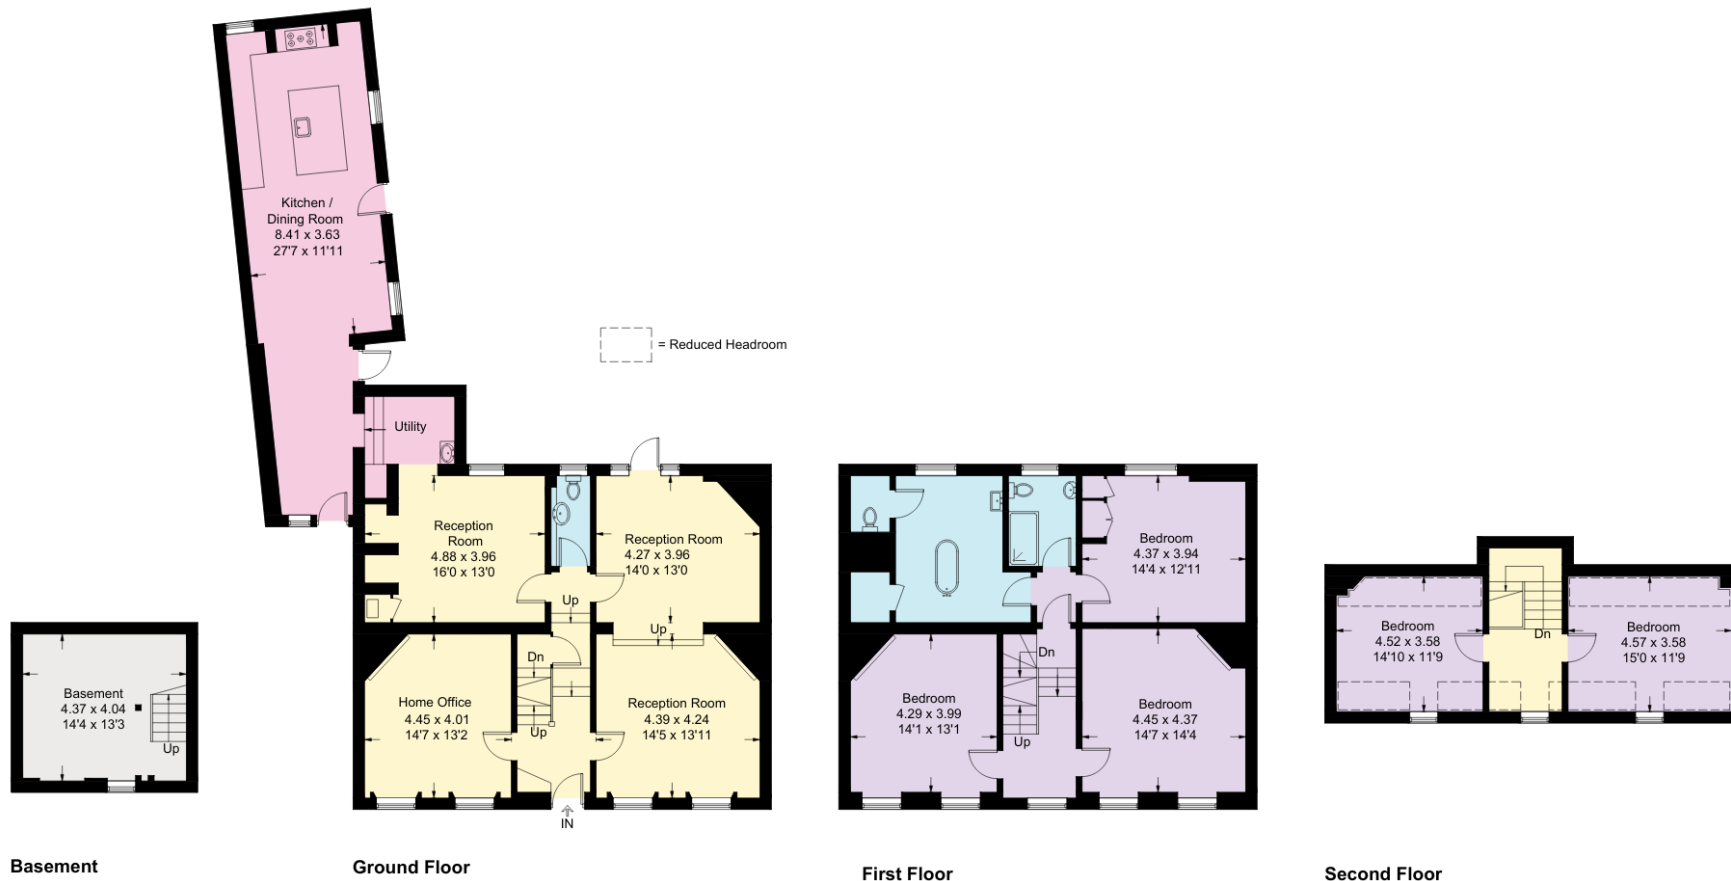 Kitchen /
Dining Room
8.41 x 3.63
27'7 x 11'11
= Reduced Headroom
Utility
Reception
Room
4.88 x 3.96
16'0 x 13'0
Reception Room
4.27 x 3.96
14'0 x 13'0
Up
Up
Dn
Up
Home Office
4.45 x 4.01
14'7 x 13'2
Reception Room
4.39 x 4.24
14'5 x 13'11
IN
Basement
4.37 x 4.04
14'4 x 13'3
Up
Bedroom
4.37 x 3.94
14'4 x 12'11
Dn
Up
Bedroom
4.29 x 3.99
14'1 x 13'1
Bedroom
4.45 x 4.37
14'7 x 14'4
Bedroom
4.52 x 3.58
14'10 x 11'9
Dn
Bedroom
4.57 x 3.58
15'0 x 11'9
Basement
Ground Floor
First Floor
Second Floor